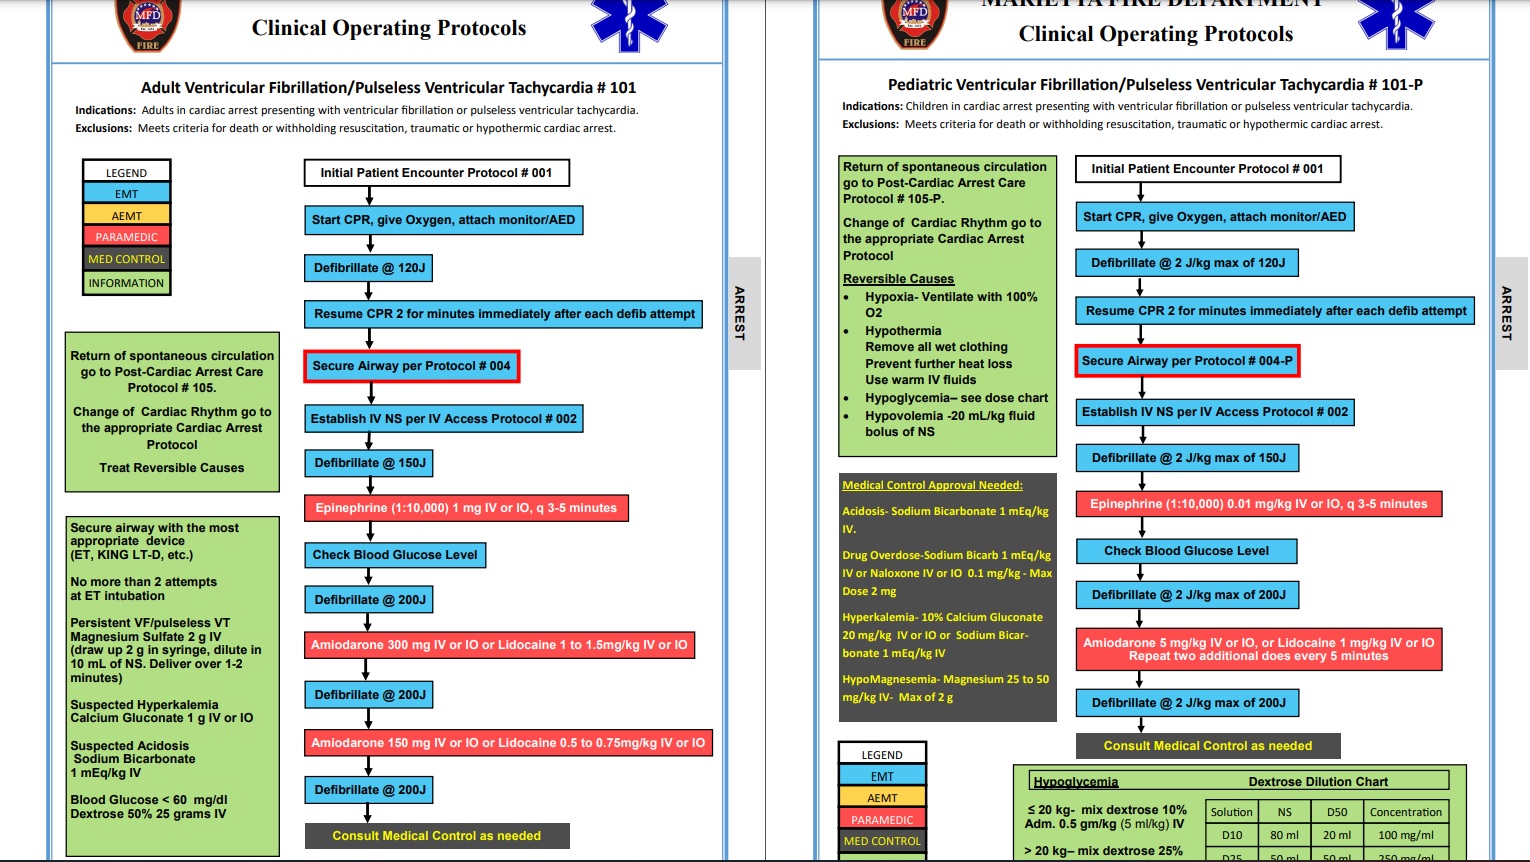 MFD
FIRE
Clinical Operating Protocols
Adult Ventricular Fibrillation/Pulseless Ventricular Tachycardia # 101
Indications: Adults in cardiac arrest presenting with ventricular fibrillation or pulseless ventricular tachycardia.
Exclusions: Meets criteria for death or withholding resuscitation, traumatic or hypothermic cardiac arrest.
LEGEND
EMT
AEMT
PARAMEDIC
MED CONTROL
INFORMATION
Return of spontaneous circulation
go to Post-Cardiac Arrest Care
Protocol # 105.
Change of Cardiac Rhythm go to
the appropriate Cardiac Arrest
Protocol
Treat Reversible Causes
Secure airway with the most
appropriate device
(ET, KING LT-D, etc.)
No more than 2 attempts
at ET intubation
Persistent VF/pulseless VT
Magnesium Sulfate 2 g IV
(draw up 2 g in syringe, dilute in
10 mL of NS. Deliver over 1-2
minutes)
Suspected Hyperkalemia
Calcium Gluconate 1 g IV or IO
Suspected Acidosis
Sodium Bicarbonate
1 mEq/kg IV
Blood Glucose < 60 mg/dl
Dextrose 50% 25 grams IV
Initial Patient Encounter Protocol # 001
Start CPR, give Oxygen, attach monitor/AED
Defibrillate @ 120J
Resume CPR 2 for minutes immediately after each defib attempt
Secure Airway per Protocol # 004
Establish IV NS per IV Access Protocol # 002
Defibrillate @ 150J
Epinephrine (1:10,000) 1 mg IV or IO, q 3-5 minutes
Check Blood Glucose Level
Defibrillate @ 200J
Amiodarone 300 mg IV or IO or Lidocaine 1 to 1.5mg/kg IV or IO
Defibrillate @ 200J
Amiodarone 150 mg IV or IO or Lidocaine 0.5 to 0.75mg/kg IV or IO
Defibrillate @ 200J
Consult Medical Control as needed
ARREST
MFD
FIRE
MARIETTA FIRE DEPARTMENT
Clinical Operating Protocols
Pediatric Ventricular Fibrillation/Pulseless Ventricular Tachycardia # 101-P
Indications: Children in cardiac arrest presenting with ventricular fibrillation or pulseless ventricular tachycardia.
Exclusions: Meets criteria for death or withholding resuscitation, traumatic or hypothermic cardiac arrest.
Return of spontaneous circulation
go to Post-Cardiac Arrest Care
Protocol # 105-P.
Change of Cardiac Rhythm go to
the appropriate Cardiac Arrest
Protocol
Reversible Causes
• Hypoxia- Ventilate with 100%
O2
• Hypothermia
Remove all wet clothing
Prevent further heat loss
Use warm IV fluids
• Hypoglycemia– see dose chart
• Hypovolemia -20 mL/kg fluid
bolus of NS
Medical Control Approval Needed:
Acidosis- Sodium Bicarbonate 1 mEq/kg
IV.
Drug Overdose-Sodium Bicarb 1 mEq/kg
IV or Naloxone IV or IO 0.1 mg/kg - Max
Dose 2 mg
Hyperkalemia- 10% Calcium Gluconate
20 mg/kg IV or IO or Sodium Bicar-
bonate 1 mEq/kg IV
HypoMagnesemia- Magnesium 25 to 50
mg/kg IV- Max of 2 g
LEGEND
EMT
AEMT
PARAMEDIC
MED CONTROL
Initial Patient Encounter Protocol # 001
Start CPR, give Oxygen, attach monitor/AED
Defibrillate @ 2 J/kg max of 120J
Resume CPR 2 for minutes immediately after each defib attempt
Secure Airway per Protocol # 004-P
Establish IV NS per IV Access Protocol # 002
Defibrillate @ 2 J/kg max of 150J
Epinephrine (1:10,000) 0.01 mg/kg IV or IO, q 3-5 minutes
Check Blood Glucose Level
Defibrillate @ 2 J/kg max of 200J
Amiodarone 5 mg/kg IV or IO, or Lidocaine 1 mg/kg IV or IO
Repeat two additional does every 5 minutes
Defibrillate @ 2 J/kg max of 200J
Consult Medical Control as needed
Hypoglycemia Dextrose Dilution Chart
≤ 20 kg- mix dextrose 10%
Adm. 0.5 gm/kg (5 ml/kg) IV
> 20 kg– mix dextrose 25%
Solution NS D50 Concentration
D10 80 ml 20 ml 100 mg/ml
D25 50 ml 50 ml 250 mg/ml
ARREST